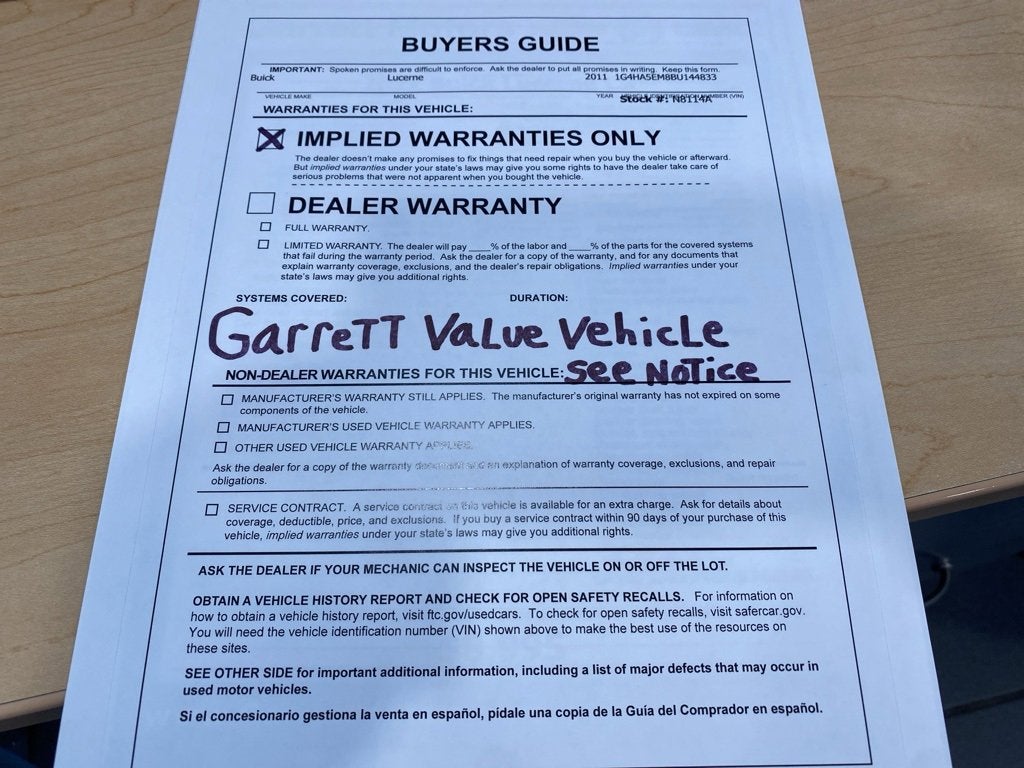 BUYERS GUIDE
IMPORTANT: Spoken promises are difficult to enforce. Ask the dealer to put all promises in writing. Keep this form.
Buick Lucerne 2011 1G4HA5EM8BU144833
VEHICLE MAKE MODEL YEAR VEHICLE IDENTIFICATION NUMBER (VIN)
Stock #: N8114A
WARRANTIES FOR THIS VEHICLE:
X IMPLIED WARRANTIES ONLY
The dealer doesn't make any promises to fix things that need repair when you buy the vehicle or afterward.
But implied warranties under your state's laws may give you some rights to have the dealer take care of
serious problems that were not apparent when you bought the vehicle.
DEALER WARRANTY
FULL WARRANTY.
LIMITED WARRANTY. The dealer will pay ____% of the labor and ____% of the parts for the covered systems
that fail during the warranty period. Ask the dealer for a copy of the warranty, and for any documents that
explain warranty coverage, exclusions, and the dealer's repair obligations. Implied warranties under your
state's laws may give you additional rights.
SYSTEMS COVERED: DURATION:
GarreTT Value Vehicle
NON-DEALER WARRANTIES FOR THIS VEHICLE: See NoTice
MANUFACTURER'S WARRANTY STILL APPLIES. The manufacturer's original warranty has not expired on some
components of the vehicle.
MANUFACTURER'S USED VEHICLE WARRANTY APPLIES.
OTHER USED VEHICLE WARRANTY APPLIES.
Ask the dealer for a copy of the warranty document and an explanation of warranty coverage, exclusions, and repair
obligations.
SERVICE CONTRACT. A service contract on this vehicle is available for an extra charge. Ask for details about
coverage, deductible, price, and exclusions. If you buy a service contract within 90 days of your purchase of this
vehicle, implied warranties under your state's laws may give you additional rights.
ASK THE DEALER IF YOUR MECHANIC CAN INSPECT THE VEHICLE ON OR OFF THE LOT.
OBTAIN A VEHICLE HISTORY REPORT AND CHECK FOR OPEN SAFETY RECALLS. For information on
how to obtain a vehicle history report, visit ftc.gov/usedcars. To check for open safety recalls, visit safercar.gov.
You will need the vehicle identification number (VIN) shown above to make the best use of the resources on
these sites.
SEE OTHER SIDE for important additional information, including a list of major defects that may occur in
used motor vehicles.
Si el concesionario gestiona la venta en español, pídale una copia de la Guía del Comprador en español.